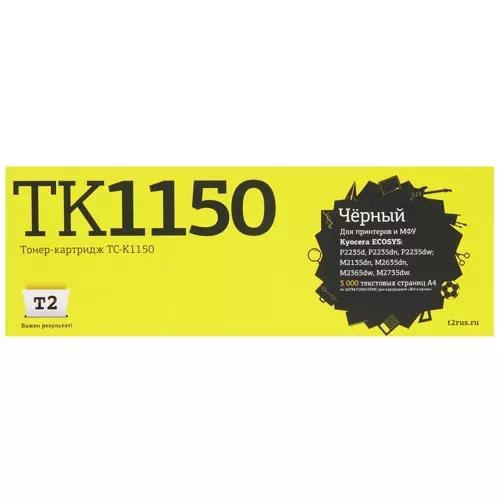 TK1150
Тонер-картридж TC-K1150
T2
Важен результат!
Чёрный
Для принтеров и МФУ
Kyocera ECOSYS:
P2235d, P2235dn, P2235dw;
M2135dn, M2635dn,
M2365dw, M2735dw.
3 000 текстовых страниц А4
t2rus.ru